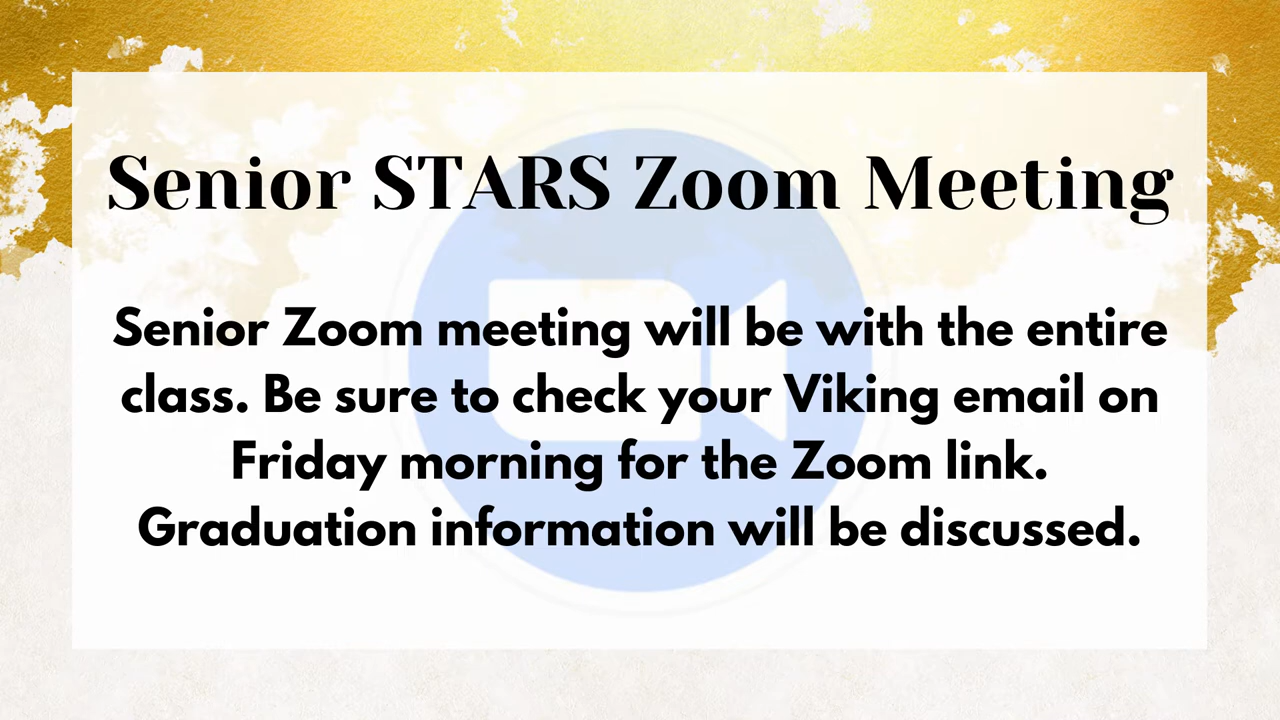 Senior STARS Zoom Meeting
Senior Zoom meeting will be with the entire
class. Be sure to check your Viking email on
Friday morning for the Zoom link.
Graduation information will be discussed.